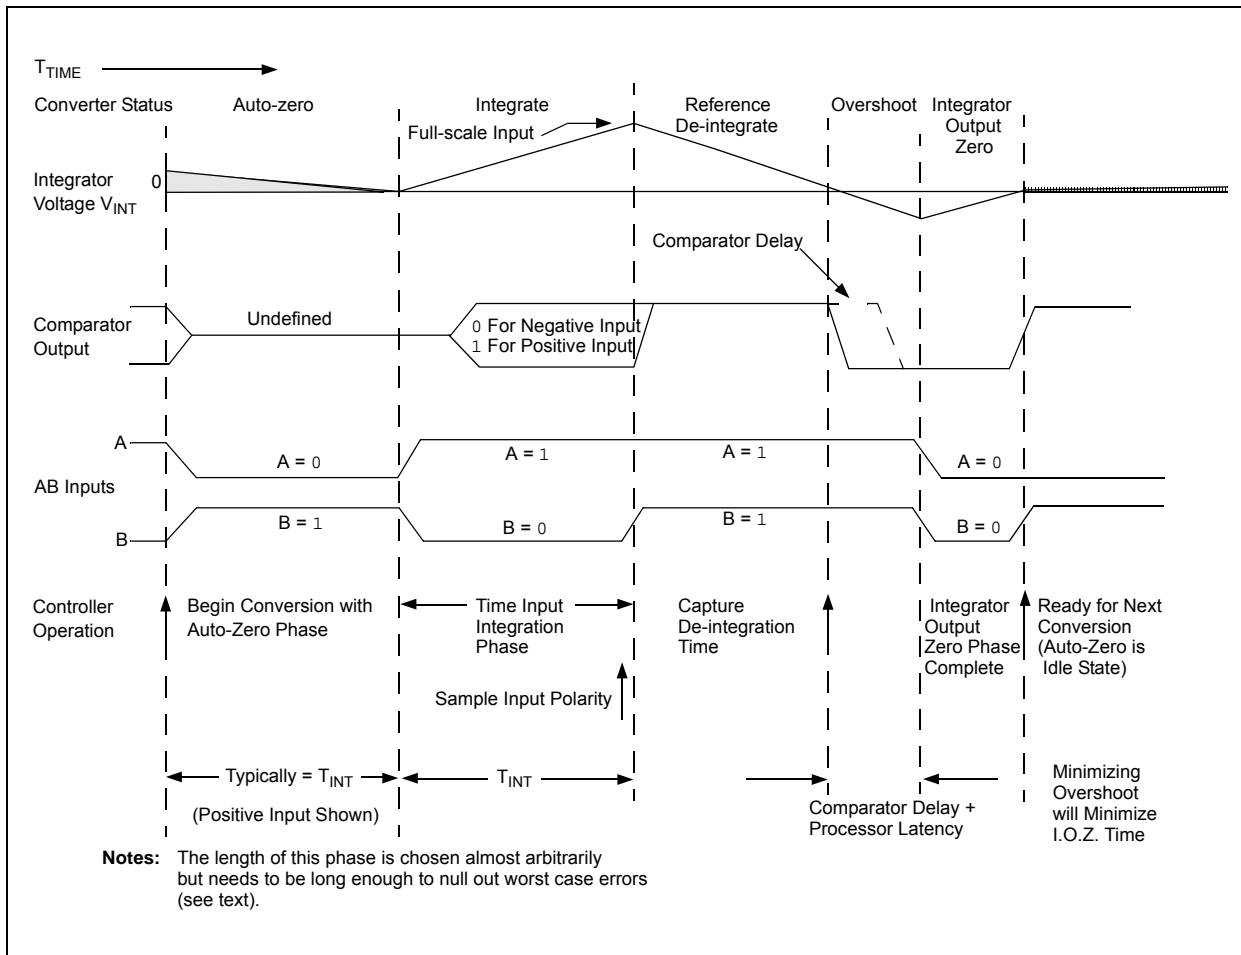 TTIME
Converter Status
Auto-zero
Integrate
Reference
De-integrate
Overshoot
Integrator
Output
Zero
Full-scale Input
Integrator
Voltage VINT
0
Comparator Delay
Comparator
Output
Undefined
0 For Negative Input
1 For Positive Input
AB Inputs
A
A = 0
A = 1
A = 1
A = 0
B
B = 1
B = 0
B = 1
B = 0
Controller
Operation
Begin Conversion with
Auto-Zero Phase
Time Input
Integration
Phase
Sample Input Polarity
Capture
De-integration
Time
Integrator
Output
Zero Phase
Complete
Ready for Next
Conversion
(Auto-Zero is
Idle State)
Typically = TINT
(Positive Input Shown)
TINT
Comparator Delay +
Processor Latency
Minimizing
Overshoot
will Minimize
I.O.Z. Time
Notes: The length of this phase is chosen almost arbitrarily
but needs to be long enough to null out worst case errors
(see text).